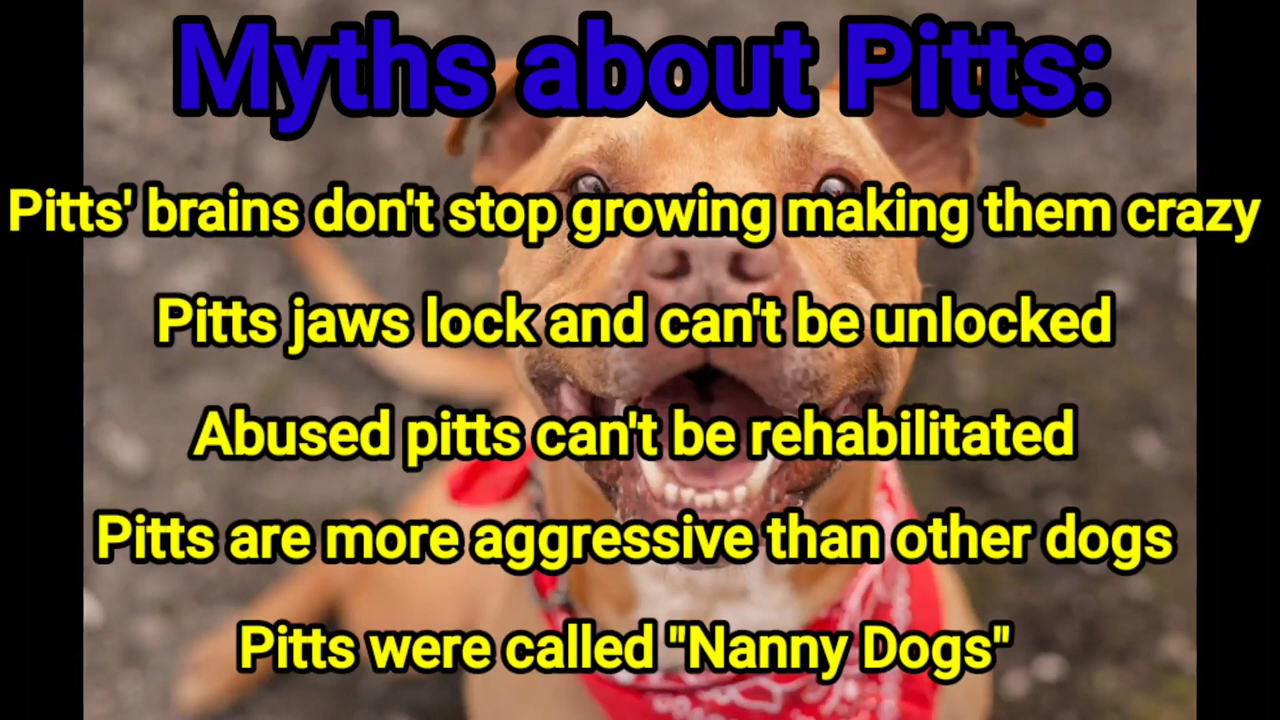 Myths about Pitts:
Pitts' brains don't stop growing making them crazy
Pitts jaws lock and can't be unlocked
Abused pitts can't be rehabilitated
Pitts are more aggressive than other dogs
Pitts were called "Nanny Dogs"